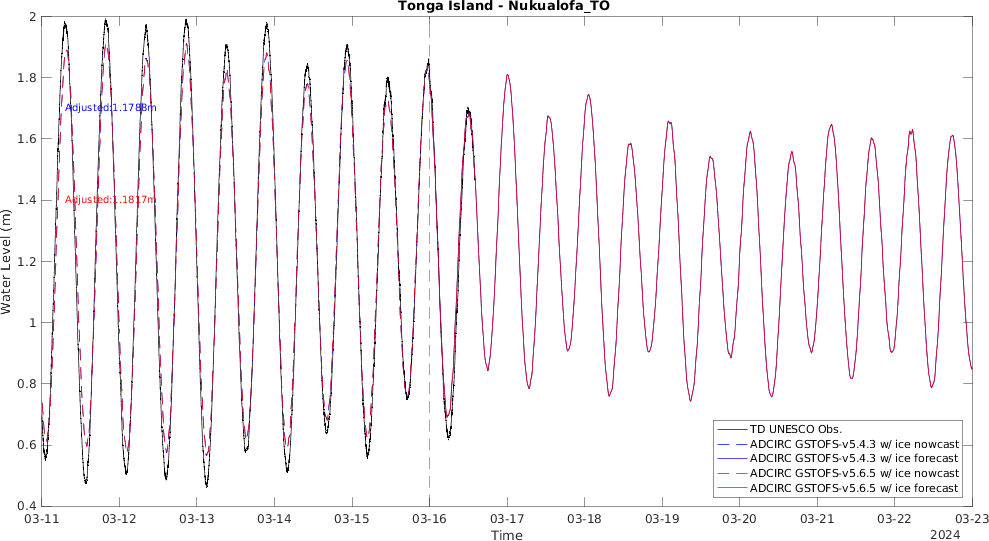 Tonga Island - Nukualofa_TO
2
1.8
1.6
1.4
1.2
1
0.8
0.6
0.4
Water Level (m)
Adjusted:1.1788m
Adjusted:1.1817m
TD UNESCO Obs.
ADCIRC GSTOFS-v5.4.3 w/ ice nowcast
ADCIRC GSTOFS-v5.4.3 w/ ice forecast
ADCIRC GSTOFS-v5.6.5 w/ ice nowcast
ADCIRC GSTOFS-v5.6.5 w/ ice forecast
03-11 03-12 03-13 03-14 03-15 03-16 03-17 03-18 03-19 03-20 03-21 03-22 03-23
Time
2024